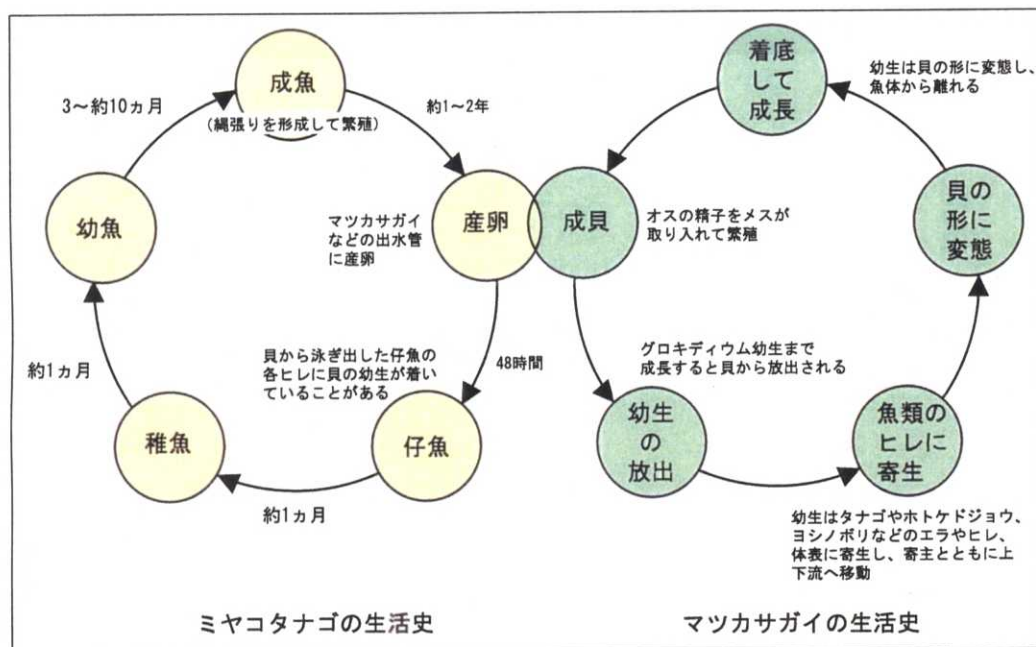 成魚
(縄張りを形成して繁殖)
3～約10ヵ月
約1～2年
幼魚
産卵
マツカサガイ
などの出水管
に産卵
48時間
貝から泳ぎ出した仔魚の
各ヒレに貝の幼生が着い
ていることがある
約1ヵ月
稚魚
仔魚
約1ヵ月
ミヤコタナゴの生活史
着底
して
成長
幼生は貝の形に変態し、
魚体から離れる
成貝
オスの精子をメスが
取り入れて繁殖
貝の
形に
変態
グロキディウム幼生まで
成長すると貝から放出される
幼生
の
放出
魚類の
ヒレに
寄生
幼生はタナゴやホトケドジョウ、
ヨシノボリなどのエラやヒレ、
体表に寄生し、寄主とともに上
下流へ移動
マツカサガイの生活史